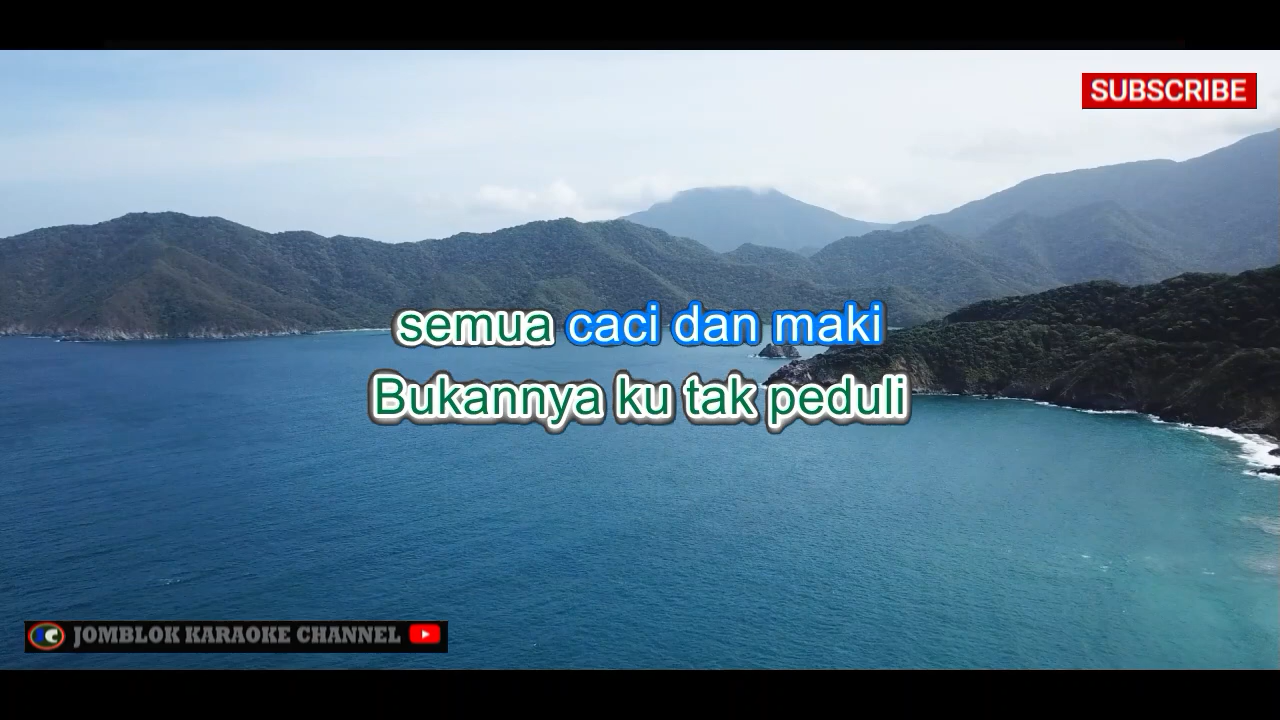 SUBSCRIBE
semua caci dan maki
Bukannya ku tak peduli
JOMBLOK KARAOKE CHANNEL